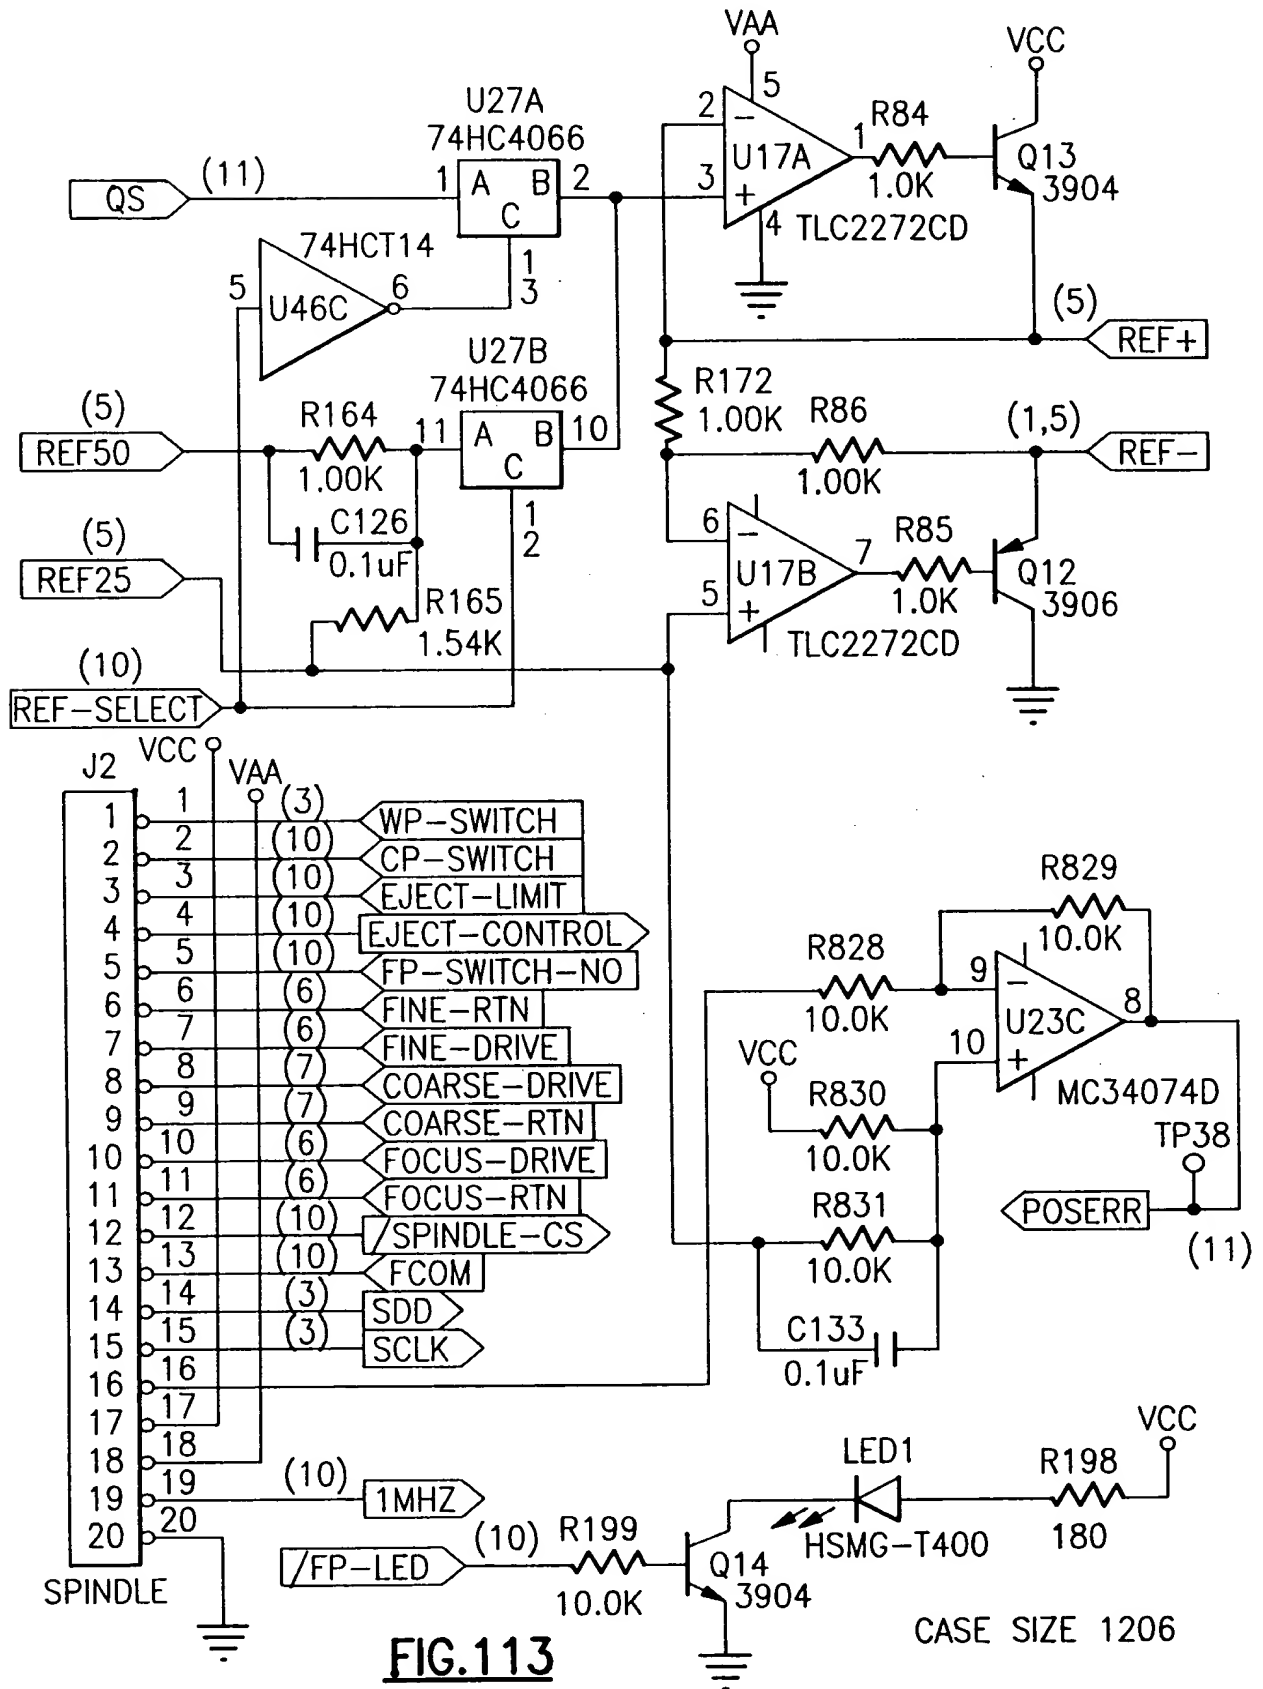 VAA
VCC
U27A
74HC4066
5
2
−
U17A
1
R84
1.0K
Q13
3904
QS
(11)
1
A
B
C
2
3
+
4
TLC2272CD
74HCT14
5
U46C
6
1
3
(5)
REF+
U27B
74HC4066
R172
1.00K
R86
1.00K
(1,5)
REF−
(5)
REF50
R164
1.00K
11
A
B
C
10
C126
0.1uF
1
2
6
−
U17B
7
R85
1.0K
Q12
3906
(5)
REF25
5
+
TLC2272CD
R165
1.54K
(10)
REF−SELECT
VCC
VAA
J2
1 1 (3) WP−SWITCH
2 2 (10) CP−SWITCH
3 3 (10) EJECT−LIMIT
4 4 (10) EJECT−CONTROL
5 5 (10) FP−SWITCH−NO
6 6 (6) FINE−RTN
7 7 (6) FINE−DRIVE
8 8 (7) COARSE−DRIVE
9 9 (7) COARSE−RTN
10 10 (6) FOCUS−DRIVE
11 11 (6) FOCUS−RTN
12 12 (10) /SPINDLE−CS
13 13 (10) FCOM
14 14 (3) SDD
15 15 (3) SCLK
16 16
17 17
18 18
19 19 (10) 1MHZ
20 20
SPINDLE
R829
10.0K
R828
10.0K
9
−
U23C
8
10
+
MC34074D
VCC
R830
10.0K
TP38
POSERR
(11)
R831
10.0K
C133
0.1uF
VCC
LED1
HSMG−T400
R198
180
/FP−LED
(10)
R199
10.0K
Q14
3904
CASE SIZE 1206
FIG.113